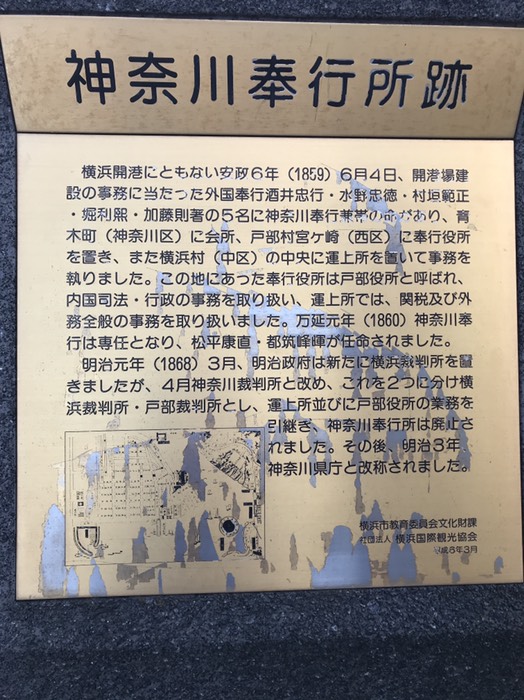 神奈川奉行所跡
横浜開港にともない安政6年（1859）6月4日、開港場建
設の事務に当たった外国奉行酒井忠行・水野忠徳・村垣範正
・堀利煕・加藤則著の5名に神奈川奉行兼帯の命があり、青
木町（神奈川区）に会所、戸部村宮ヶ崎（西区）に奉行役所
を置き、また横浜村（中区）の中央に運上所を置いて事務を
執りました。この地にあった奉行役所は戸部役所と呼ばれ、
内国司法・行政の事務を取り扱い、運上所では、関税及び外
務全般の事務を取り扱いました。万延元年（1860）神奈川奉
行は専任となり、松平康直・都筑峰暉が任命されました。
明治元年（1868）3月、明治政府は新たに横浜裁判所を置
きましたが、4月神奈川裁判所と改め、これを2つに分け横
浜裁判所・戸部裁判所とし、運上所並びに戸部役所の業務を
引継ぎ、神奈川奉行所は廃止さ
れました。その後、明治3年、
神奈川県庁と改称されました。
横浜市教育委員会文化財課
社団法人 横浜国際観光協会
平成6年3月